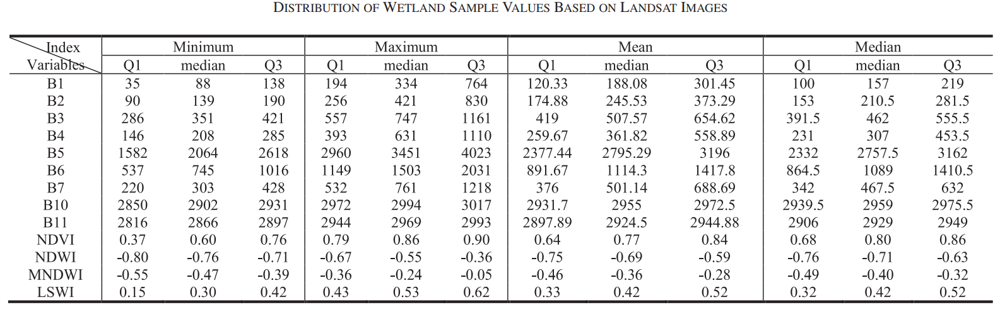 DISTRIBUTION OF WETLAND SAMPLE VALUES BASED ON LANDSAT IMAGES
Index Minimum Maximum Mean Median
Variables Q1 median Q3 Q1 median Q3 Q1 median Q3 Q1 median Q3
B1 35 88 138 194 334 764 120.33 188.08 301.45 100 157 219
B2 90 139 190 256 421 830 174.88 245.53 373.29 153 210.5 281.5
B3 286 351 421 557 747 1161 419 507.57 654.62 391.5 462 555.5
B4 146 208 285 393 631 1110 259.67 361.82 558.89 231 307 453.5
B5 1582 2064 2618 2960 3451 4023 2377.44 2795.29 3196 2332 2757.5 3162
B6 537 745 1016 1149 1503 2031 891.67 1114.3 1417.8 864.5 1089 1410.5
B7 220 303 428 532 761 1218 376 501.14 688.69 342 467.5 632
B10 2850 2902 2931 2972 2994 3017 2931.7 2955 2972.5 2939.5 2959 2975.5
B11 2816 2866 2897 2944 2969 2993 2897.89 2924.5 2944.88 2906 2929 2949
NDVI 0.37 0.60 0.76 0.79 0.86 0.90 0.64 0.77 0.84 0.68 0.80 0.86
NDWI -0.80 -0.76 -0.71 -0.67 -0.55 -0.36 -0.75 -0.69 -0.59 -0.76 -0.71 -0.63
MNDWI -0.55 -0.47 -0.39 -0.36 -0.24 -0.05 -0.46 -0.36 -0.28 -0.49 -0.40 -0.32
LSWI 0.15 0.30 0.42 0.43 0.53 0.62 0.33 0.42 0.52 0.32 0.42 0.52